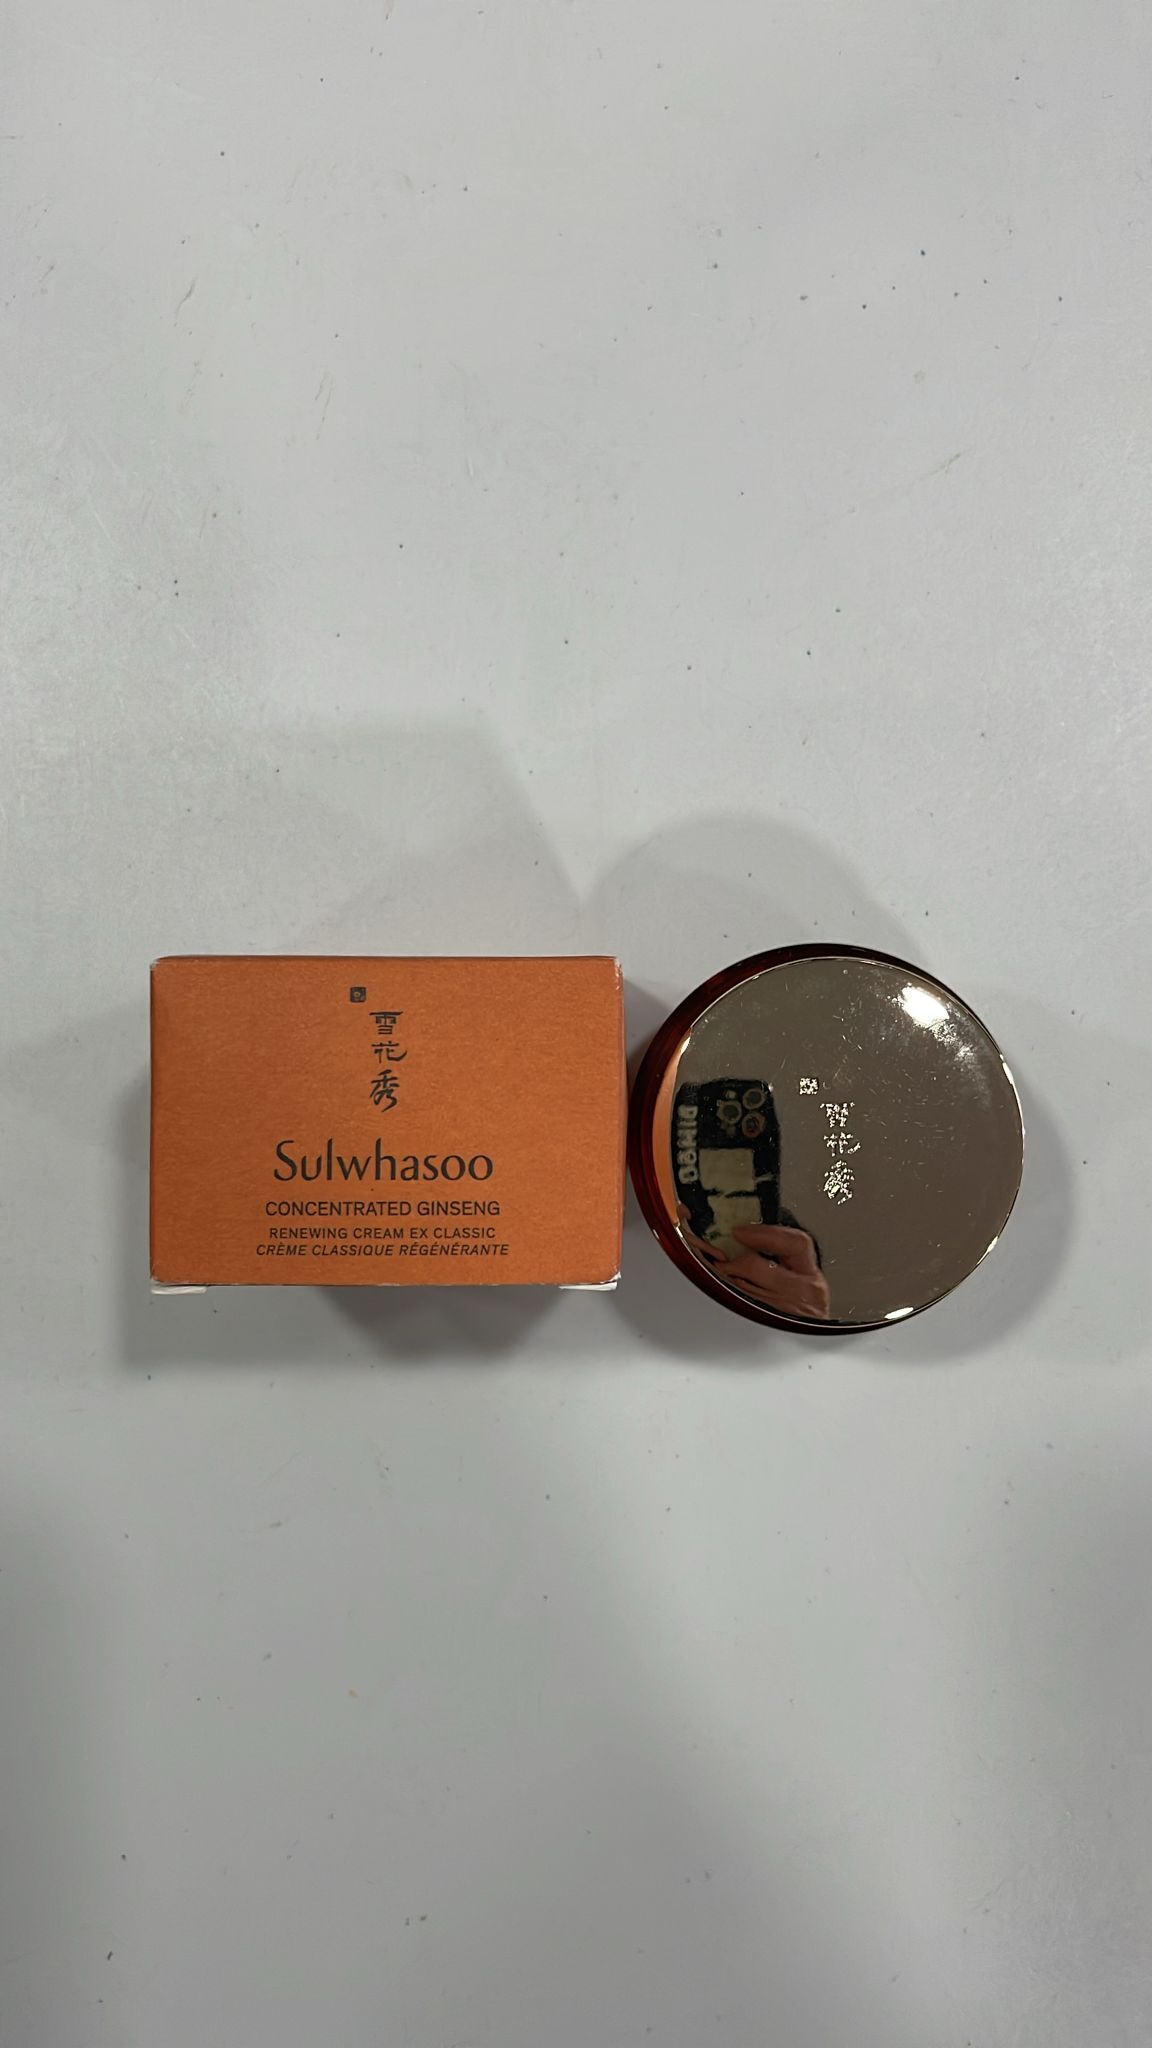 雪
花
秀
Sulwhasoo
CONCENTRATED GINSENG
RENEWING CREAM EX CLASSIC
CRÈME CLASSIQUE RÉGÉNÉRANTE
雪
花
秀